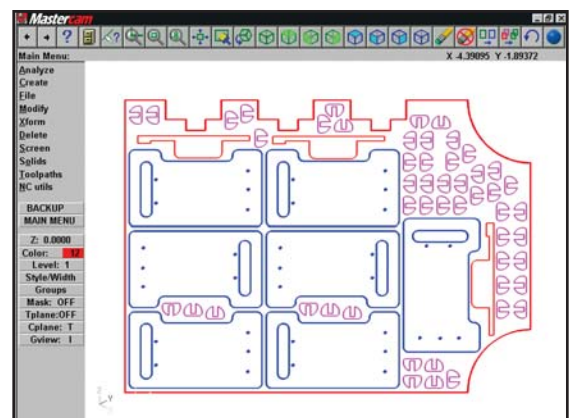 Mastercam
Main Menu:
X -4.39095 Y -1.89372
Analyze
Create
File
Modify
Xform
Delete
Screen
Solids
Toolpaths
NC utils
BACKUP
MAIN MENU
Z: 0.0000
Color: 12
Level: 1
Style/Width
Groups
Mask: OFF
Tplane:OFF
Cplane: T
Gview: I
Y